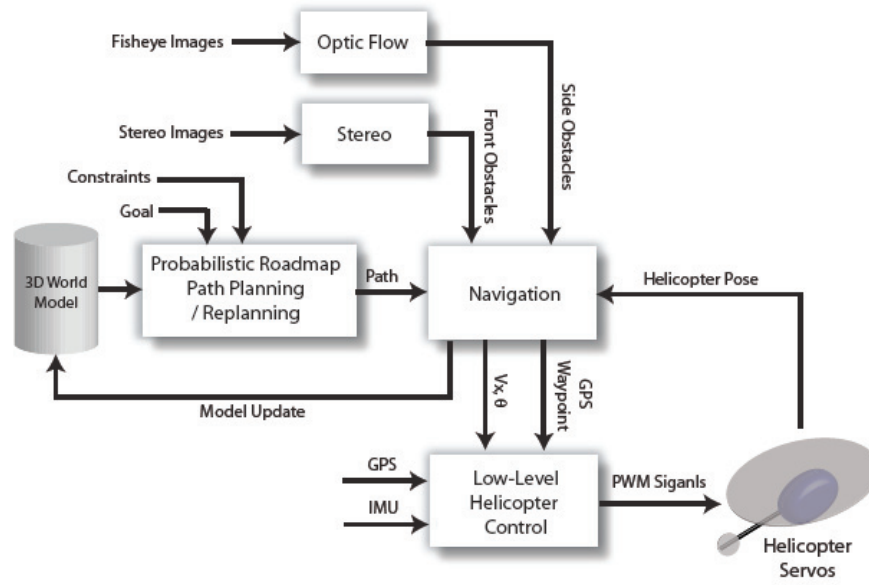 Fisheye Images
Optic Flow
Stereo Images
Stereo
Front Obstacles
Side Obstacles
Constraints
Goal
3D World
Model
Probabilistic Roadmap
Path Planning
/ Replanning
Path
Navigation
Helicopter Pose
Model Update
Vx, θ
GPS
Waypoint
GPS
IMU
Low-Level
Helicopter
Control
PWM Siganls
Helicopter
Servos